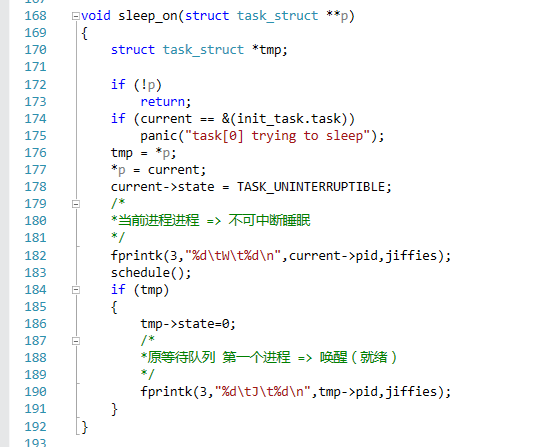 168 void sleep_on(struct task_struct **p)
169 {
170 struct task_struct *tmp;
171
172 if (!p)
173 return;
174 if (current == &(init_task.task))
175 panic("task[0] trying to sleep");
176 tmp = *p;
177 *p = current;
178 current->state = TASK_UNINTERRUPTIBLE;
179 /*
180 *当前进程进程 => 不可中断睡眠
181 */
182 fprintk(3,"%d\tW\t%d\n",current->pid,jiffies);
183 schedule();
184 if (tmp)
185 {
186 tmp->state=0;
187 /*
188 *原等待队列 第一个进程 => 唤醒（就绪）
189 */
190 fprintk(3,"%d\tJ\t%d\n",tmp->pid,jiffies);
191 }
192 }
193